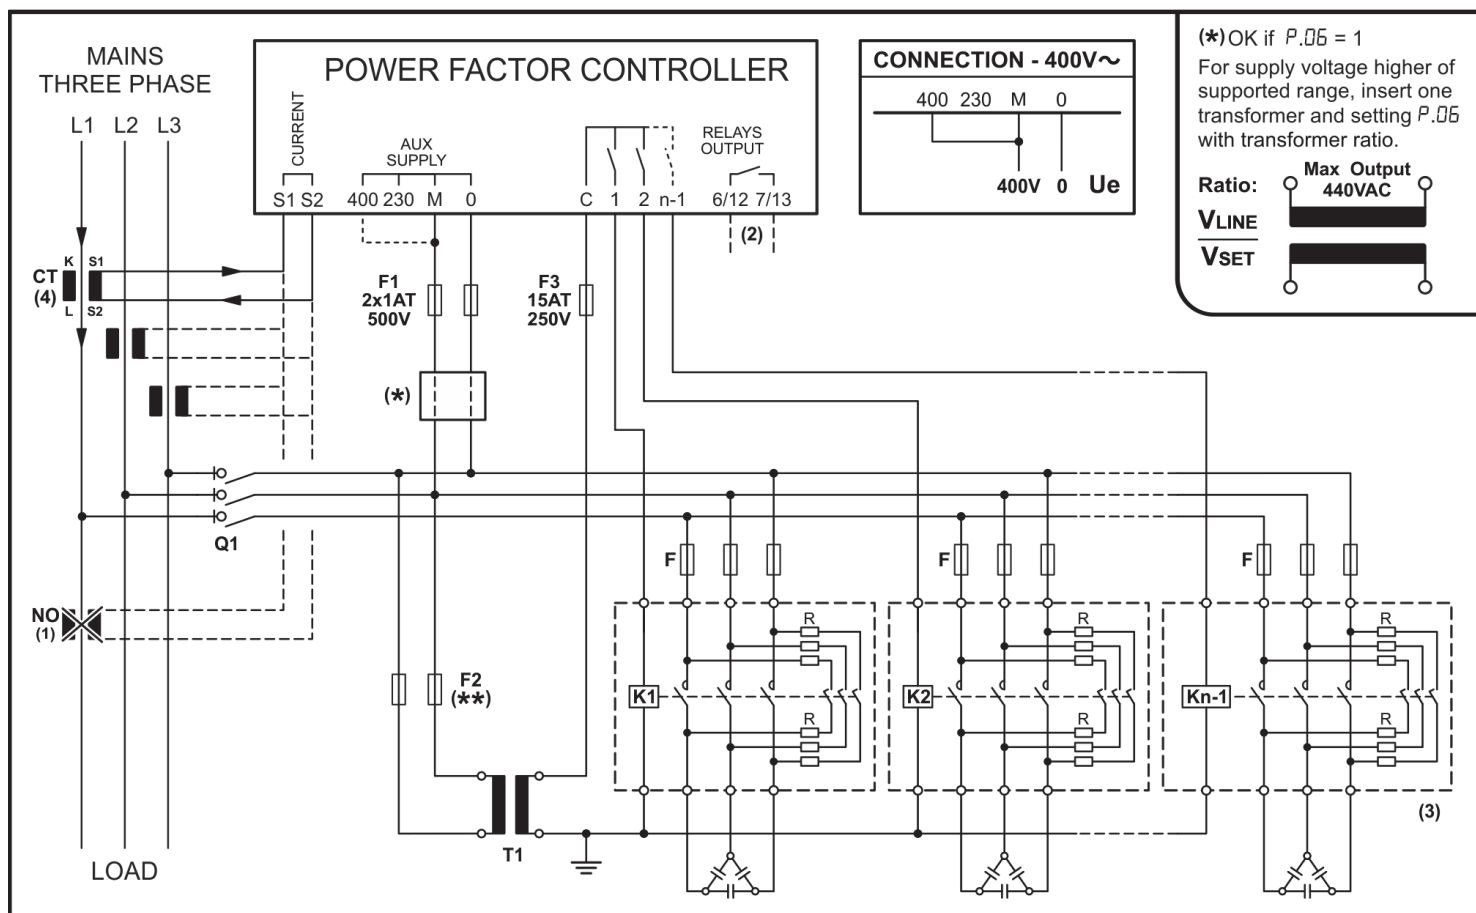 MAINS
THREE PHASE
L1 L2 L3
POWER FACTOR CONTROLLER
CURRENT
AUX
SUPPLY
RELAYS
OUTPUT
S1 S2 400 230 M 0 C 1 2 n-1 6/12 7/13
(2)
CONNECTION - 400V~
400 230 M 0
400V 0 Ue
(*) OK if P.06 = 1
For supply voltage higher of
supported range, insert one
transformer and setting P.06
with transformer ratio.
Ratio:
Max Output
440VAC
VLINE
VSET
K S1
CT
(4)
L S2
F1
2x1AT
500V
F3
15AT
250V
(*)
Q1
F F F
NO
(1)
R R R
F2
(**)
K1 K2 Kn-1
R R R
(3)
T1
LOAD